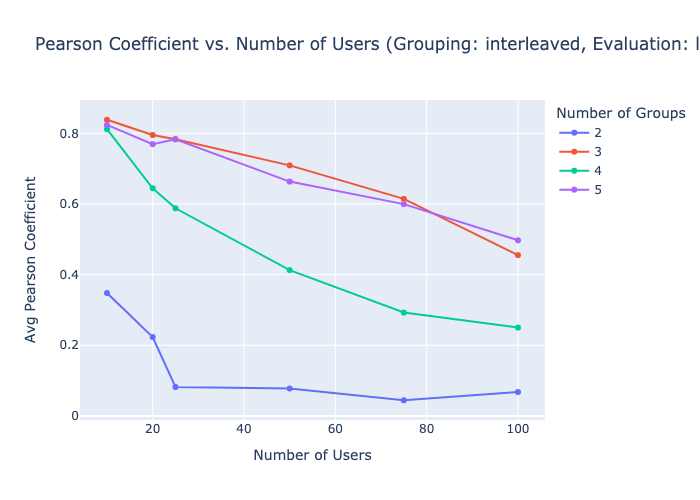 Pearson Coefficient vs. Number of Users (Grouping: interleaved, Evaluation:
Number of Groups
2
3
4
5
0.8
0.6
0.4
0.2
0
Avg Pearson Coefficient
20 40 60 80 100
Number of Users